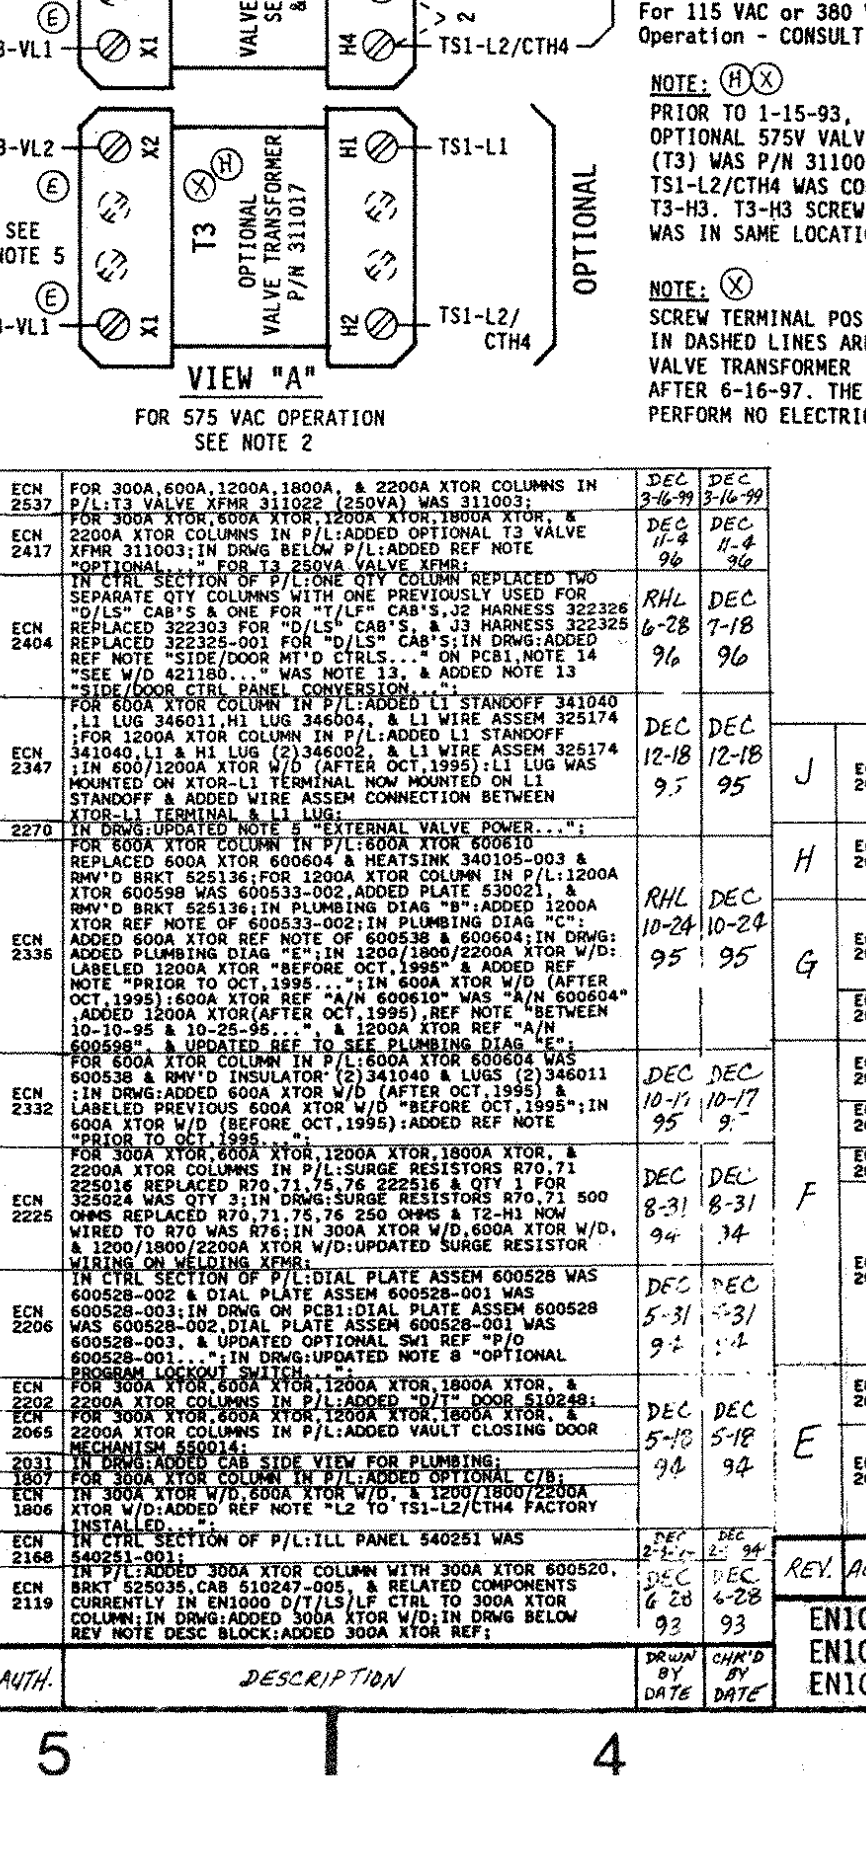 E
-VL1
X1
VALVE
&
H4
2
TS1-L2/CTH4
For 115 VAC or 380
Operation - CONSULT
-VL2
X2
E
SEE
NOTE 5
E
-VL1
X1
T3
X H
OPTIONAL
VALVE TRANSFORMER
P/N 311017
H1
H2
TS1-L1
TS1-L2/
CTH4
OPTIONAL
VIEW "A"
FOR 575 VAC OPERATION
SEE NOTE 2
NOTE: H X
PRIOR TO 1-15-93,
OPTIONAL 575V VALV
(T3) WAS P/N 31100
TS1-L2/CTH4 WAS CO
T3-H3. T3-H3 SCREW
WAS IN SAME LOCATI
NOTE: X
SCREW TERMINAL POS
IN DASHED LINES AR
VALVE TRANSFORMER
AFTER 6-16-97. THE
PERFORM NO ELECTRI
ECN
2537
FOR 300A,600A,1200A,1800A, & 2200A XTOR COLUMNS IN
P/L:T3 VALVE XFMR 311022 (250VA) WAS 311003;
DEC
3-16-99
DEC
3-16-99
ECN
2417
FOR 300A XTOR,600A XTOR,1200A XTOR,1800A XTOR, &
2200A XTOR COLUMNS IN P/L:ADDED OPTIONAL T3 VALVE
XFMR 311003;IN DRWG BELOW P/L:ADDED REF NOTE
"OPTIONAL..." FOR T3 250VA VALVE XFMR;
DEC
11-4
96
DEC
11-4
96
ECN
2404
IN CTRL SECTION OF P/L:ONE QTY COLUMN REPLACED TWO
SEPARATE QTY COLUMNS WITH ONE PREVIOUSLY USED FOR
"D/LS" CAB'S & ONE FOR "T/LF" CAB'S,J2 HARNESS 322326
REPLACED 322303 FOR "D/LS" CAB'S, & J3 HARNESS 322325
REPLACED 322325-001 FOR "D/LS" CAB'S;IN DRWG:ADDED
REF NOTE "SIDE/DOOR MT'D CTRLS..." ON PCB1,NOTE 14
"SEE W/D 421180..." WAS NOTE 13, & ADDED NOTE 13
"SIDE/DOOR CTRL PANEL CONVERSION...";
RHL
6-28
96
DEC
7-18
96
ECN
2347
FOR 600A XTOR COLUMN IN P/L:ADDED L1 STANDOFF 341040
,L1 LUG 346011,H1 LUG 346004, & L1 WIRE ASSEM 325174
;FOR 1200A XTOR COLUMN IN P/L:ADDED L1 STANDOFF
341040,L1 & H1 LUG (2)346002, & L1 WIRE ASSEM 325174
;IN 600/1200A XTOR W/D (AFTER OCT,1995):L1 LUG WAS
MOUNTED ON XTOR-L1 TERMINAL NOW MOUNTED ON L1
STANDOFF & ADDED WIRE ASSEM CONNECTION BETWEEN
XTOR-L1 TERMINAL & L1 LUG;
DEC
12-18
95
DEC
12-18
95
2270
IN DRWG:UPDATED NOTE 5 "EXTERNAL VALVE POWER...";
ECN
2335
FOR 600A XTOR COLUMN IN P/L:600A XTOR 600610
REPLACED 600A XTOR 600604 & HEATSINK 340105-003 &
RMV'D BRKT 525136;FOR 1200A XTOR COLUMN IN P/L:1200A
XTOR 600598 WAS 600533-002,ADDED PLATE 530021, &
RMV'D BRKT 525136;IN PLUMBING DIAG "B":ADDED 1200A
XTOR REF NOTE OF 600533-002;IN PLUMBING DIAG "C":
ADDED 600A XTOR REF NOTE OF 600538 & 600604;IN DRWG:
ADDED PLUMBING DIAG "E";IN 1200/1800/2200A XTOR W/D:
LABELED 1200A XTOR "BEFORE OCT,1995" & ADDED REF
NOTE "PRIOR TO OCT,1995...";IN 600A XTOR W/D (AFTER
OCT,1995):600A XTOR REF "A/N 600610" WAS "A/N 600604"
,ADDED 1200A XTOR(AFTER OCT,1995),REF NOTE "BETWEEN
10-10-95 & 10-25-95...", & 1200A XTOR REF "A/N
600598", & UPDATED REF TO SEE PLUMBING DIAG "E";
RHL
10-24
95
DEC
10-24
95
ECN
2332
FOR 600A XTOR COLUMN IN P/L:600A XTOR 600604 WAS
600538 & RMV'D INSULATOR (2)341040 & LUGS (2)346011
;IN DRWG:ADDED 600A XTOR W/D (AFTER OCT,1995) &
LABELED PREVIOUS 600A XTOR W/D "BEFORE OCT,1995";IN
600A XTOR W/D (BEFORE OCT,1995):ADDED REF NOTE
"PRIOR TO OCT,1995...";
DEC
95
DEC
10-17
ECN
2225
FOR 300A XTOR,600A XTOR,1200A XTOR,1800A XTOR, &
2200A XTOR COLUMNS IN P/L:SURGE RESISTORS R70,71
225016 REPLACED R70,71,75,76 222516 & QTY 1 FOR
325024 WAS QTY 3;IN DRWG:SURGE RESISTORS R70,71 500
OHMS REPLACED R70,71,75,76 250 OHMS & T2-H1 NOW
WIRED TO R70 WAS R76;IN 300A XTOR W/D,600A XTOR W/D,
& 1200/1800/2200A XTOR W/D:UPDATED SURGE RESISTOR
WIRING ON WELDING XFMR;
DEC
8-31
94
DEC
8-31
ECN
2206
IN CTRL SECTION OF P/L:DIAL PLATE ASSEM 600528 WAS
600528-002 & DIAL PLATE ASSEM 600528-001 WAS
600528-003;IN DRWG ON PCB1:DIAL PLATE ASSEM 600528
WAS 600528-002,DIAL PLATE ASSEM 600528-001 WAS
600528-003, & UPDATED OPTIONAL SW1 REF "P/O
600528-001...";IN DRWG:UPDATED NOTE 8 "OPTIONAL
PROGRAM LOCKOUT SWITCH...";
DEC
5-31
DEC
ECN
2202
FOR 300A XTOR,600A XTOR,1200A XTOR,1800A XTOR, &
2200A XTOR COLUMNS IN P/L:ADDED "D/T" DOOR 510248;
ECN
2065
FOR 300A XTOR,600A XTOR,1200A XTOR,1800A XTOR, &
2200A XTOR COLUMNS IN P/L:ADDED VAULT CLOSING DOOR
MECHANISM 550014;
DEC
5-18
94
DEC
5-18
94
2031
IN DRWG:ADDED CAB SIDE VIEW FOR PLUMBING;
1807
FOR 300A XTOR COLUMN IN P/L:ADDED OPTIONAL C/B;
ECN
1806
IN 300A XTOR W/D,600A XTOR W/D, & 1200/1800/2200A
XTOR W/D:ADDED REF NOTE "L2 TO TS1-L2/CTH4 FACTORY
INSTALLED...";
ECN
2168
IN CTRL SECTION OF P/L:ILL PANEL 540251 WAS
540251-001;
DEC
DEC
94
ECN
2119
IN P/L:ADDED 300A XTOR COLUMN WITH 300A XTOR 600520,
BRKT 525035,CAB 510247-005, & RELATED COMPONENTS
CURRENTLY IN EN1000 D/T/LS/LF CTRL TO 300A XTOR
COLUMN;IN DRWG:ADDED 300A XTOR W/D;IN DRWG BELOW
REV NOTE DESC BLOCK:ADDED 300A XTOR REF;
DEC
6-28
93
DEC
6-28
93
AUTH.
DESCRIPTION
DRWN
BY
DATE
CHK'D
BY
DATE
J
H
G
F
E
REV.
EN10
EN10
EN10
5
4